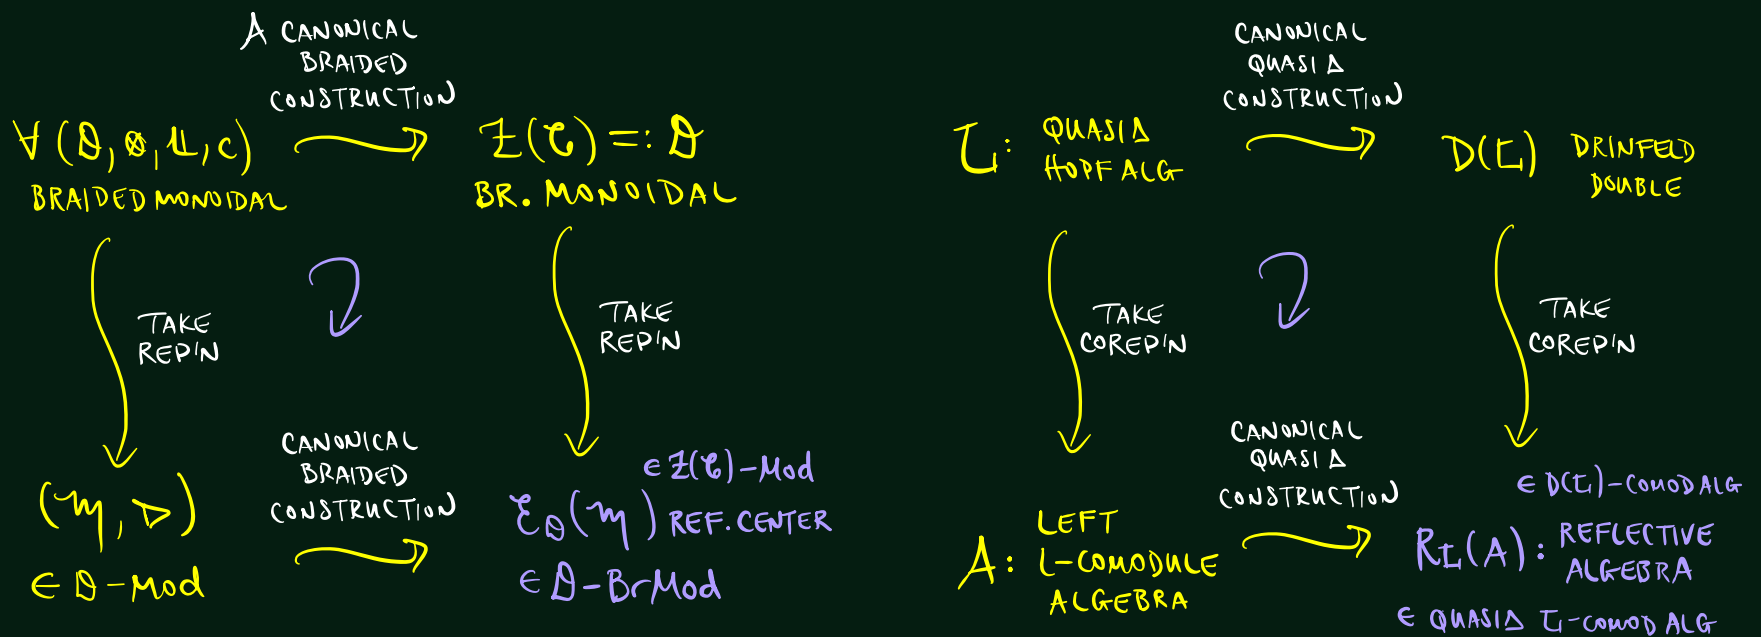 A CANONICAL
BRAIDED
CONSTRUCTION
∀ (𝒟, ⊗, 𝟙, c)
BRAIDED MONOIDAL
Z(𝒞) =: 𝒟
BR. MONOIDAL
TAKE
REP'N
TAKE
REP'N
CANONICAL
BRAIDED
CONSTRUCTION
(M, ▷)
∈ 𝒟-Mod
∈ Z(𝒞)-Mod
ℰ𝒟(M) REF. CENTER
∈ 𝒟-BrMod
CANONICAL
QUASI Δ
CONSTRUCTION
L: QUASI Δ
HOPF ALG
D(L) DRINFELD
DOUBLE
TAKE
COREP'N
TAKE
COREP'N
CANONICAL
QUASI Δ
CONSTRUCTION
A: LEFT
L-COMODULE
ALGEBRA
∈ D(L)-COMOD ALG
RL(A): REFLECTIVE
ALGEBRA
∈ QUASI Δ L-COMOD ALG